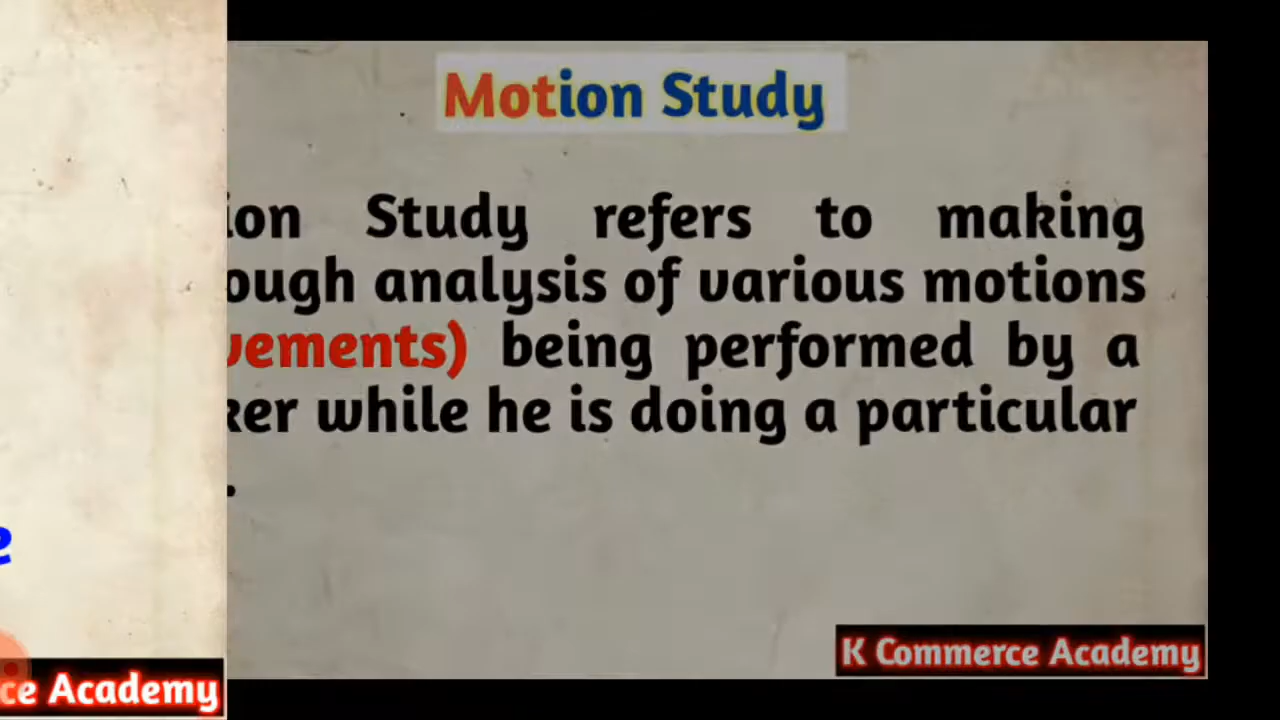 Motion Study
ion Study refers to making
ough analysis of various motions
vements) being performed by a
ker while he is doing a particular
.
e
K Commerce Academy
ce Academy